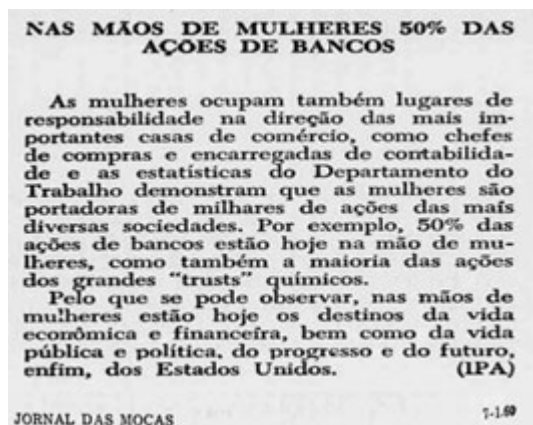 NAS MÃOS DE MULHERES 50% DAS
AÇÕES DE BANCOS
As mulheres ocupam também lugares de
responsabilidade na direção das mais im-
portantes casas de comércio, como chefes
de compras e encarregadas de contabilida-
de e as estatísticas do Departamento do
Trabalho demonstram que as mulheres são
portadoras de milhares de ações das mais
diversas sociedades. Por exemplo, 50% das
ações de bancos estão hoje na mão de mu-
lheres, como também a maioria das ações
dos grandes "trusts" químicos.
Pelo que se pode observar, nas mãos de
mulheres estão hoje os destinos da vida
econômica e financeira, bem como da vida
pública e política, do progresso e do futuro,
enfim, dos Estados Unidos. (IPA)
JORNAL DAS MOÇAS 7-1-60